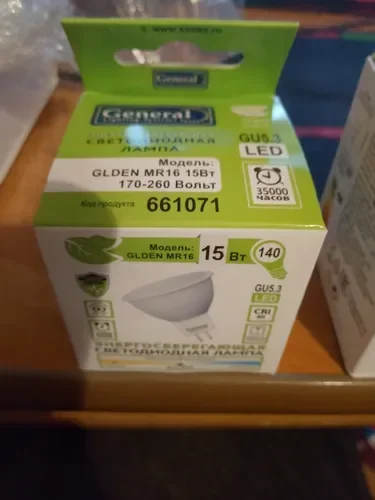 General
General
GU5.3
LED
СВЕТОДИОДНАЯ
ЛАМПА
Модель:
GLDEN MR16 15Вт
170-260 Вольт
Код продукта 661071
35000
часов
Модель:
GLDEN MR16
15 Вт
140
GU5.3
LED
CRI
ЭНЕРГОСБЕРЕГАЮЩАЯ
СВЕТОДИОДНАЯ ЛАМПА